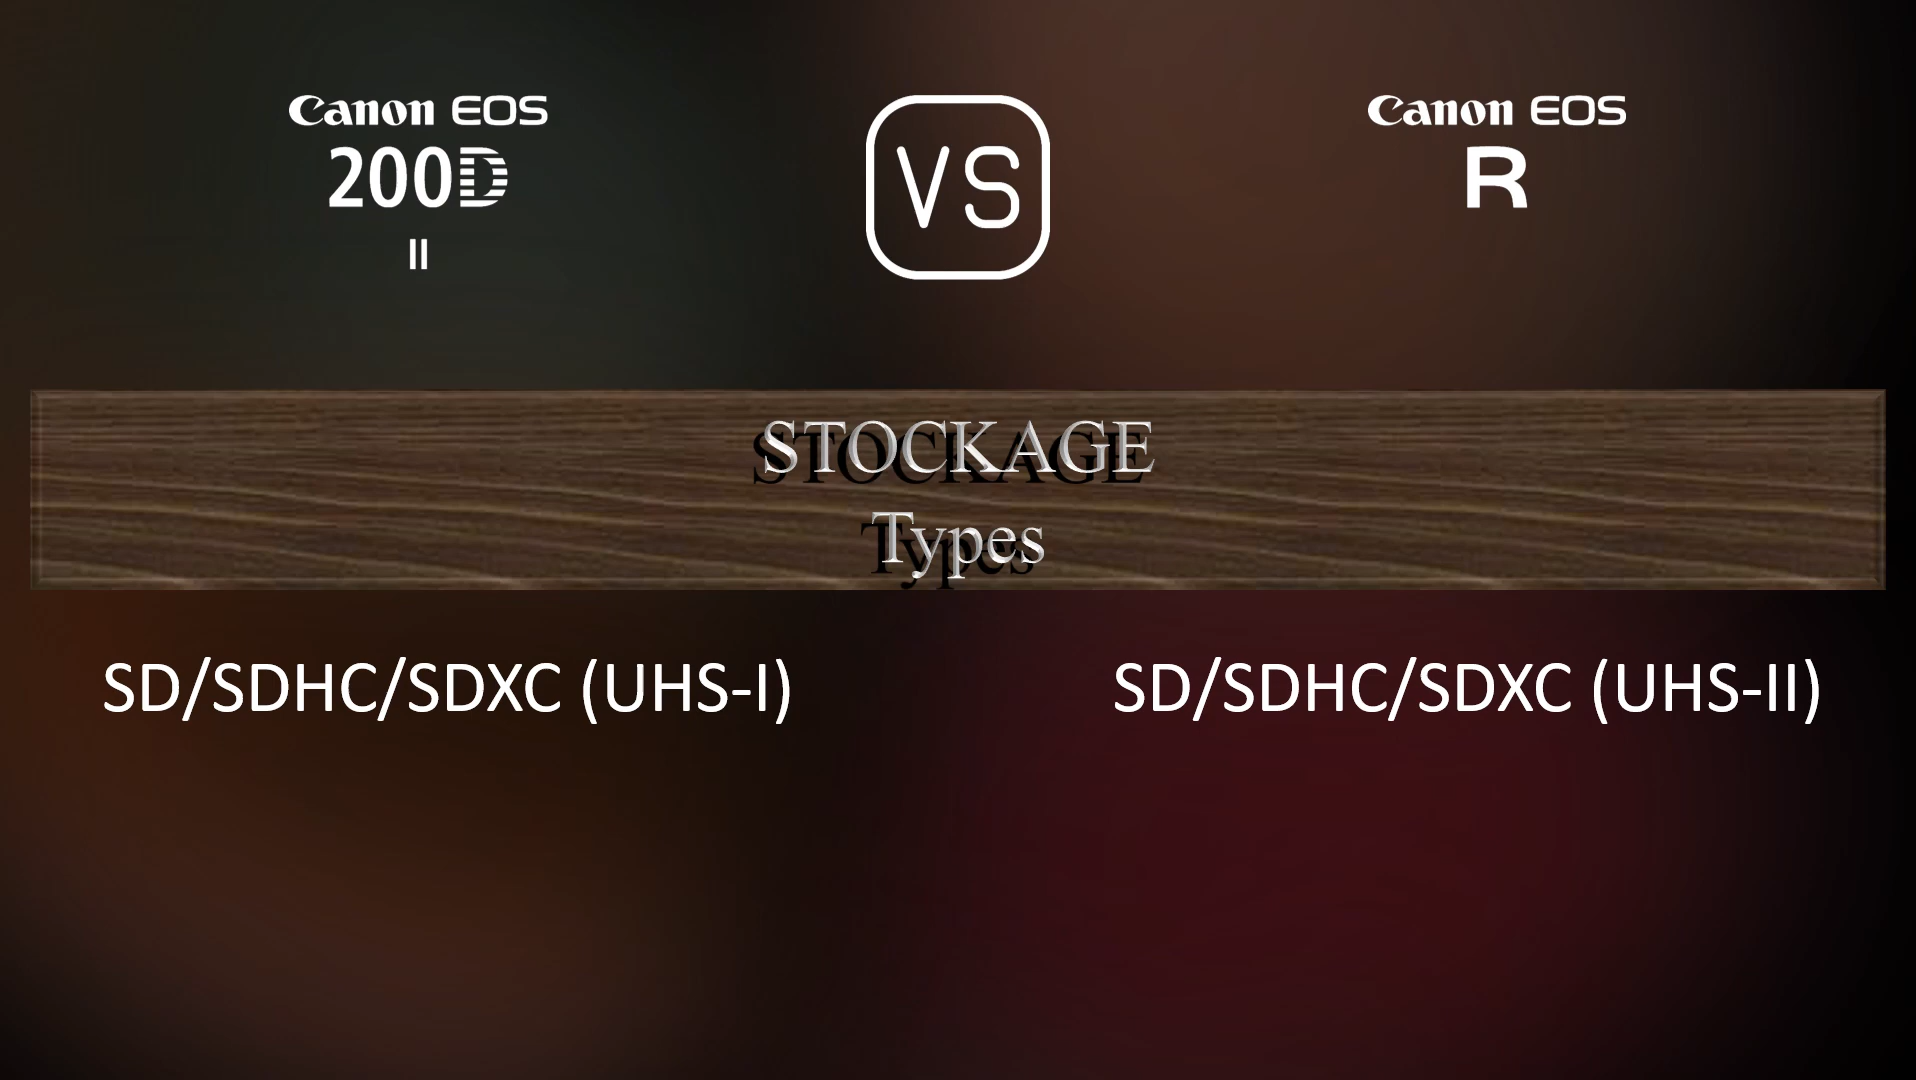 Canon EOS
200D
II
VS
Canon EOS
R
STOCKAGE
Types
SD/SDHC/SDXC (UHS-I)
SD/SDHC/SDXC (UHS-II)